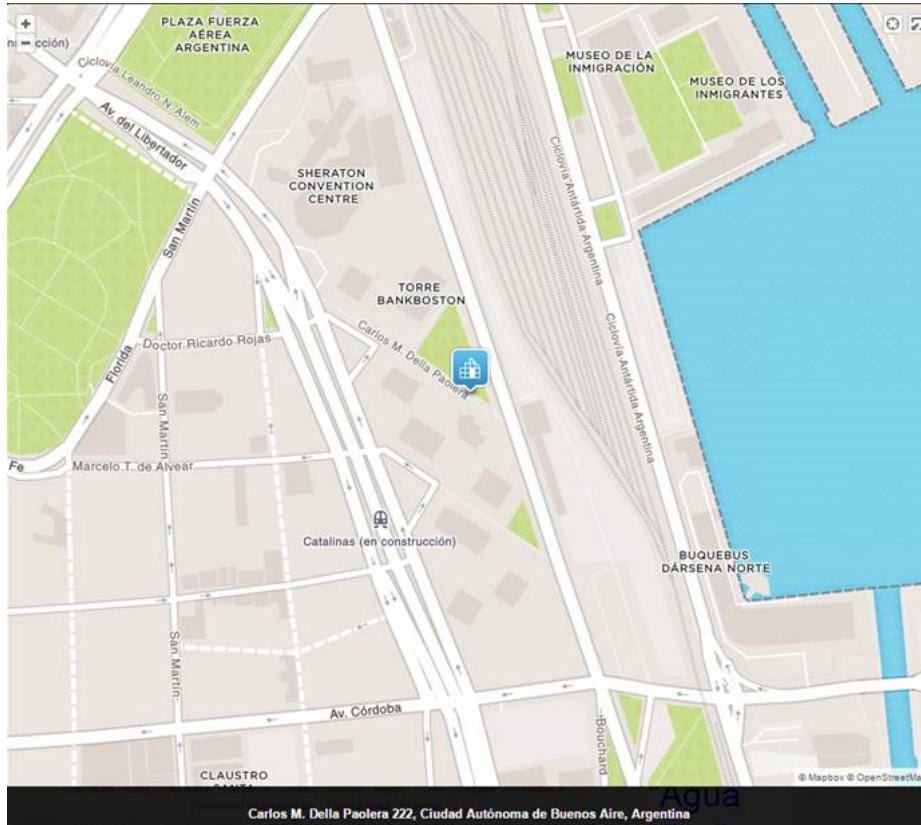 PLAZA FUERZA
AÉREA
ARGENTINA
cción)
Ciclovía Leandro N. Alem
Av. del Libertador
MUSEO DE LA
INMIGRACIÓN
MUSEO DE LOS
INMIGRANTES
SHERATON
CONVENTION
CENTRE
San Martín
Ciclovía Antártida Argentina
TORRE
BANKBOSTON
Carlos M. Della Paolera
Doctor Ricardo Rojas
Florida
San Martín
Ciclovía Antártida Argentina
Fe
Marcelo T. de Alvear
Catalinas (en construcción)
BUQUEBUS
DÁRSENA NORTE
San Martín
Av. Córdoba
Bouchard
CLAUSTRO
© Mapbox © OpenStreetMa
Agua
Carlos M. Della Paolera 222, Ciudad Autónoma de Buenos Aire, Argentina